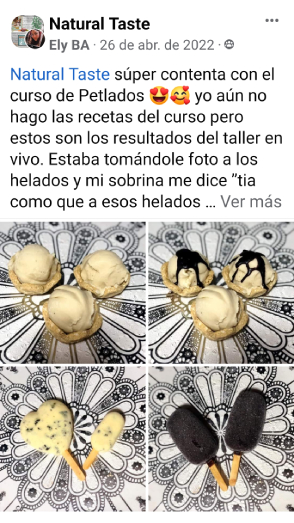 Natural Taste
Ely BA · 26 de abr. de 2022 ·
Natural Taste súper contenta con el
curso de Petlados 😍🥰 yo aún no
hago las recetas del curso pero
estos son los resultados del taller en
vivo. Estaba tomándole foto a los
helados y mi sobrina me dice "tia
como que a esos helados ... Ver más